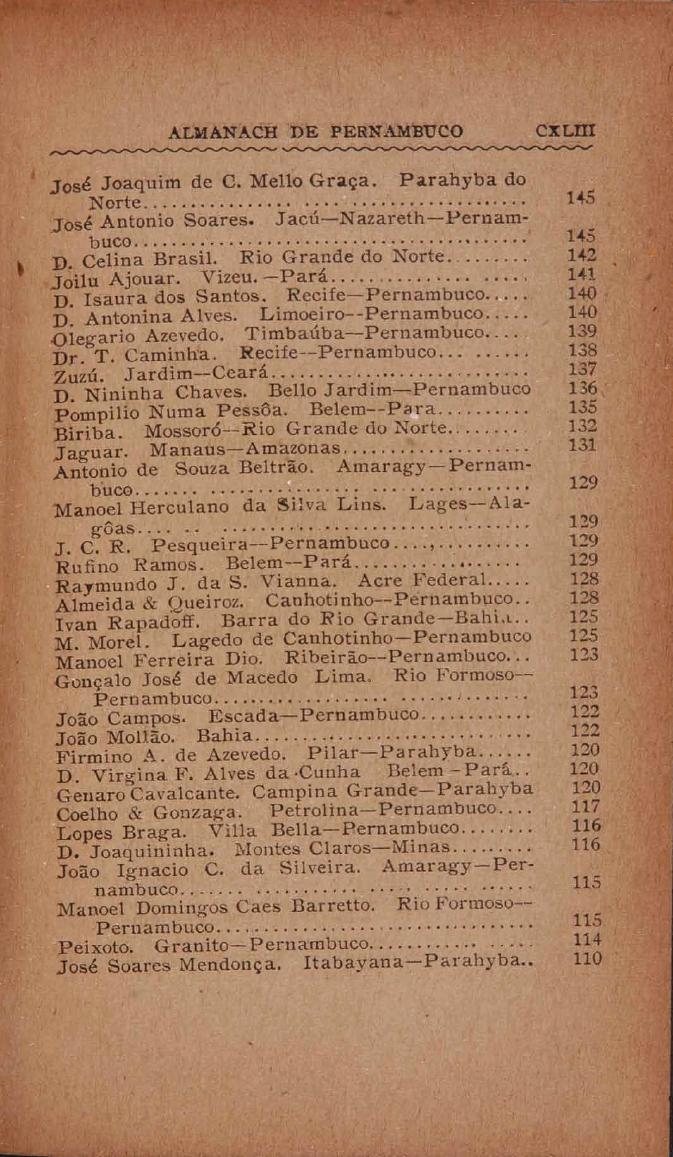 ALMANACH DE PERNAMBUCO CXLIII
José Joaquim de C. Mello Graça. Parahyba do
Norte........................................ 145
José Antonio Soares. Jacú—Nazareth—Pernam-
buco........................................ 145
D. Celina Brasil. Rio Grande do Norte......... 142
Joilu Ajouar. Vizeu.—Pará.................... 141
D. Isaura dos Santos. Recife—Pernambuco..... 140
D. Antonina Alves. Limoeiro--Pernambuco..... 140
Olegario Azevedo. Timbaúba—Pernambuco.... 139
Dr. T. Caminha. Recife--Pernambuco... ...... 138
Zuzú. Jardim—Ceará.......................... 137
D. Nininha Chaves. Bello Jardim—Pernambuco 136
Pompilio Numa Pessôa. Belem--Para.......... 135
Biriba. Mossoró--Rio Grande do Norte........ 132
Jaguar. Manaus—Amazonas.................... 131
Antonio de Souza Beltrão. Amaragy—Pernam-
buco........................................ 129
Manoel Herculano da Silva Lins. Lages—Ala-
gôas........................................ 129
J. C. R. Pesqueira—Pernambuco....,.......... 129
Rufino Ramos. Belem—Pará................... 129
Raymundo J. da S. Vianna. Acre Federal..... 128
Almeida & Queiroz. Canhotinho--Pernambuco.. 128
Ivan Rapadoff. Barra do Rio Grande—Bahia.. 125
M. Morel. Lagedo de Canhotinho—Pernambuco 125
Manoel Ferreira Dio. Ribeirão--Pernambuco... 123
Gonçalo José de Macedo Lima. Rio Formoso--
Pernambuco................................ 123
João Campos. Escada—Pernambuco............ 122
João Moltão. Bahia............................ 122
Firmino A. de Azevedo. Pilar—Parahyba...... 120
D. Virgina F. Alves da Cunha Belem—Pará.. 120
Genaro Cavalcante. Campina Grande—Parahyba 120
Coelho & Gonzaga. Petrolina—Pernambuco.... 117
Lopes Braga. Villa Bella—Pernambuco........ 116
D. Joaquininha. Montes Claros—Minas......... 116
João Ignacio C. da Silveira. Amaragy—Per-
nambuco.................................... 115
Manoel Domingos Caes Barretto. Rio Formoso--
Pernambuco................................ 115
Peixoto. Granito—Pernambuco............ ..... 114
José Soares Mendonça. Itabayana—Parahyba.. 110